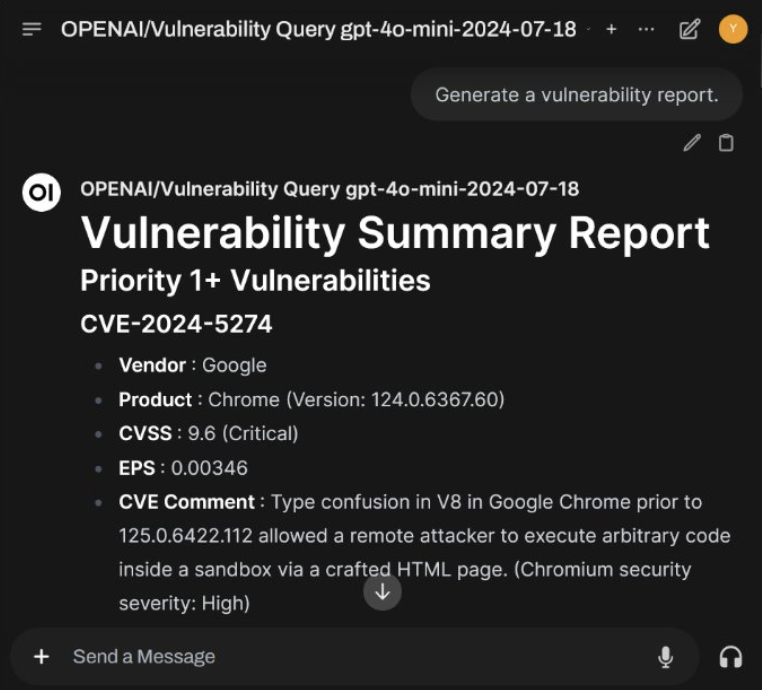 OPENAI/Vulnerability Query gpt-4o-mini-2024-07-18
Y
Generate a vulnerability report.
OI
OPENAI/Vulnerability Query gpt-4o-mini-2024-07-18
Vulnerability Summary Report
Priority 1+ Vulnerabilities
CVE-2024-5274
Vendor : Google
Product : Chrome (Version: 124.0.6367.60)
CVSS : 9.6 (Critical)
EPS : 0.00346
CVE Comment : Type confusion in V8 in Google Chrome prior to
125.0.6422.112 allowed a remote attacker to execute arbitrary code
inside a sandbox via a crafted HTML page. (Chromium security
severity: High)
Send a Message